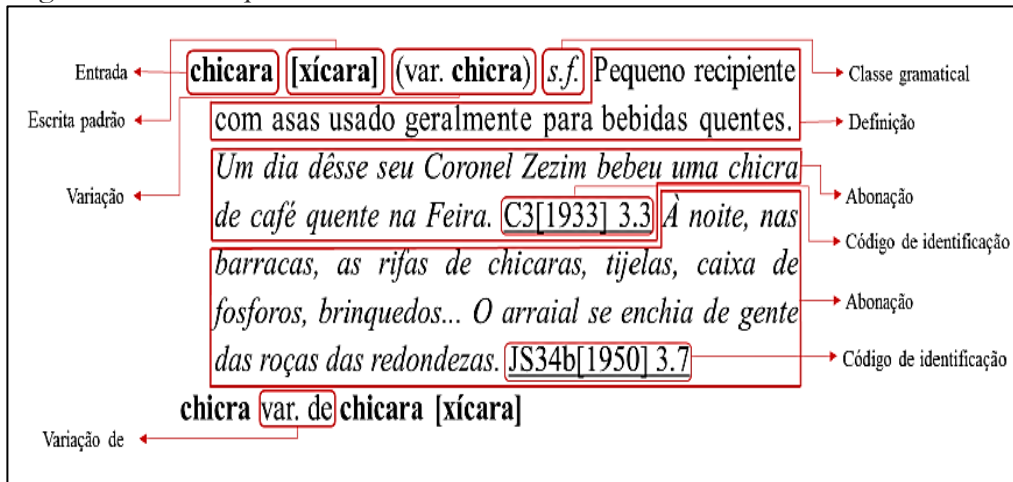 Entrada
Escrita padrão
Variação
chicara [xícara] (var. chicra) s.f. Pequeno recipiente
com asas usado geralmente para bebidas quentes.
Um dia dêsse seu Coronel Zezim bebeu uma chicra
de café quente na Feira. C3[1933] 3.3 À noite, nas
barracas, as rifas de chicaras, tijelas, caixa de
fosforos, brinquedos... O arraial se enchia de gente
das roças das redondezas. JS34b[1950] 3.7
chicra var. de chicara [xícara]
Variação de
Classe gramatical
Definição
Abonação
Código de identificação
Abonação
Código de identificação